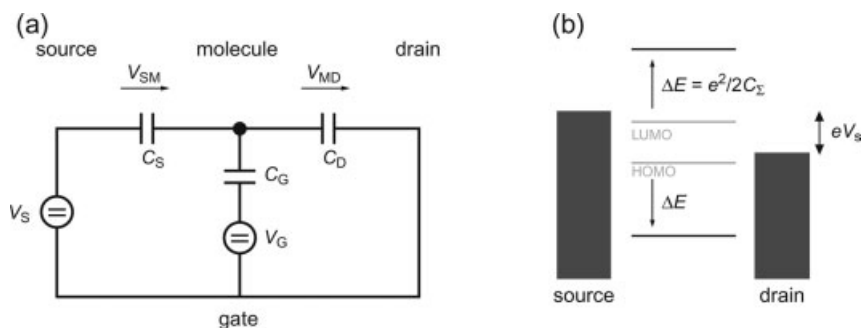 (a)
source molecule drain
V_SM V_MD
C_S C_D
C_G
V_S V_G
gate
(b)
ΔE = e²/2C_Σ
LUMO
eV_s
HOMO
ΔE
source drain